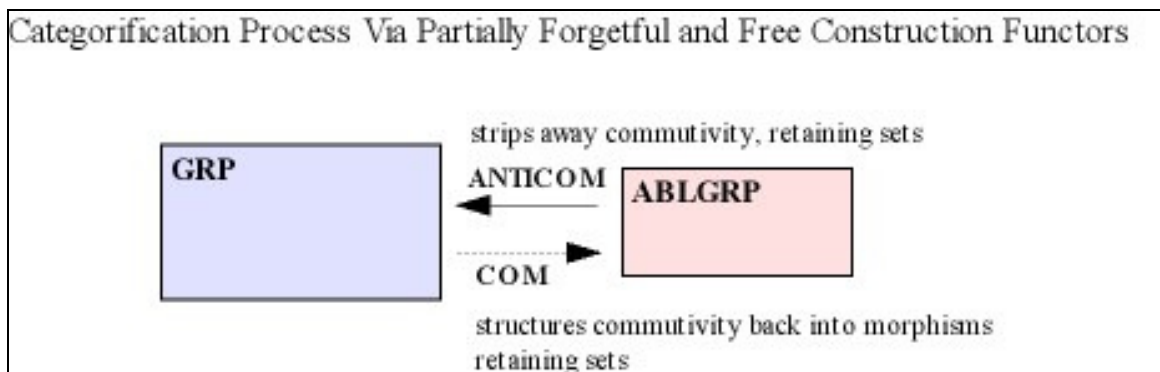 Categorification Process Via Partially Forgetful and Free Construction Functors
strips away commutivity, retaining sets
GRP
ANTICOM
ABLGRP
COM
structures commutivity back into morphisms
retaining sets